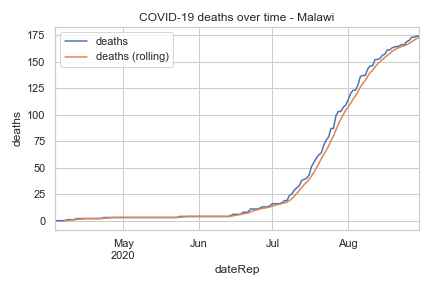 COVID-19 deaths over time - Malawi
deaths
deaths (rolling)
175
150
125
100
75
50
25
0
deaths
May
2020
Jun
Jul
Aug
dateRep